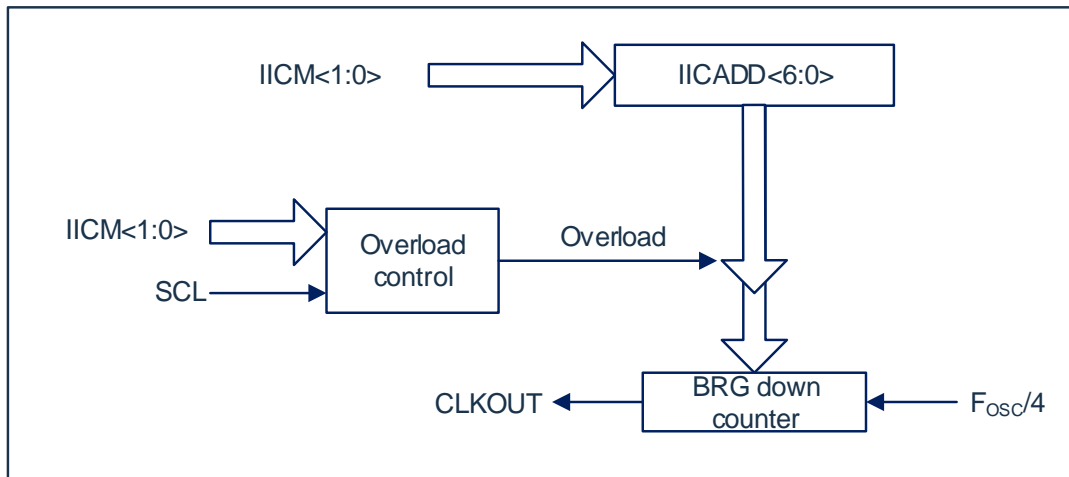 IICM<1:0>
IICADD<6:0>
IICM<1:0>
Overload
control
Overload
SCL
BRG down
counter
CLKOUT
FOSC/4